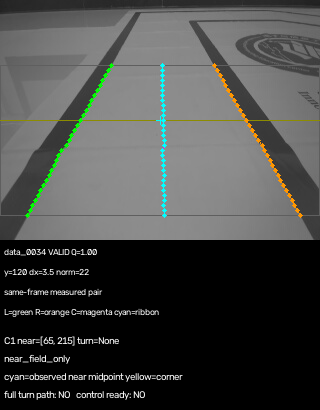 data_0034 VALID Q=1.00
y=120 dx=3.5 norm=22
same-frame measured pair
L=green R=orange C=magenta cyan=ribbon
C1 near=[65, 215] turn=None
near_field_only
cyan=observed near midpoint yellow=corner
full turn path: NO control ready: NO